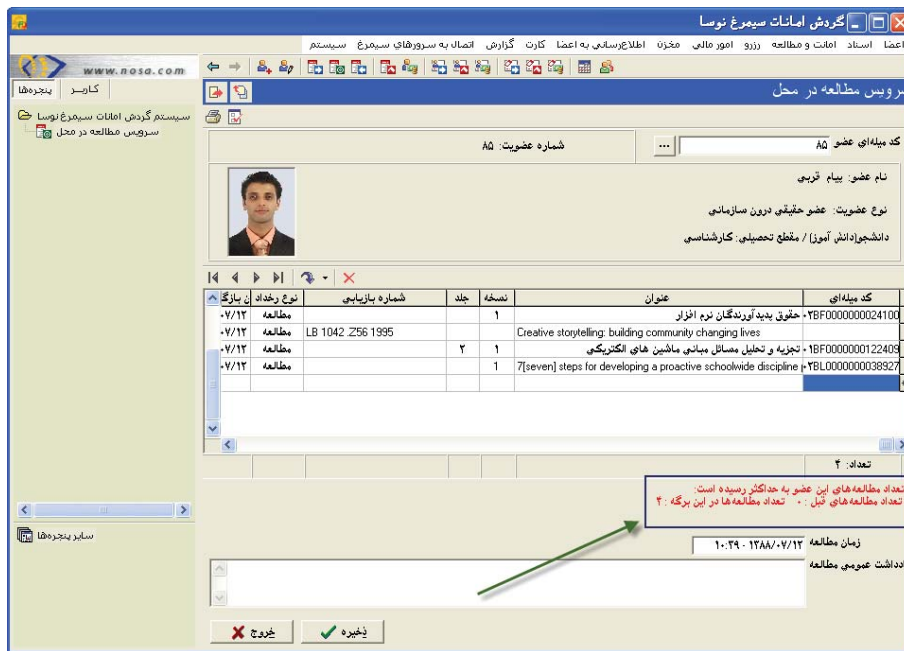 گردش امانات سیمرغ نوسا
اعضا اسناد امانت و مطالعه رزرو امور مالی مخزن اطلاع‌رسانی به اعضا کارت گزارش اتصال به سرورهای سیمرغ سیستم
www.nosa.com
کاربر پنجره‌ها
سرویس مطالعه در محل
سیستم گردش امانات سیمرغ نوسا
سرویس مطالعه در محل
کد میله‌ای عضو ۸۵
...
شماره عضویت: ۸۵
نام عضو: پیام قربی
نوع عضویت: عضو حقیقی درون سازمانی
دانشجو(دانش آموز) / مقطع تحصیلی: کارشناسی
کد میله‌ای عنوان نسخه جلد شماره بازیابی نوع رخداد
۰۲BF0000000024100 حقوق پدیدآورندگان نرم افزار ۱ مطالعه ۰۷/۱۲
Creative storytelling: building community changing lives LB 1042 .Z56 1995 مطالعه ۰۷/۱۲
۰۱BF0000000122409 تجزیه و تحلیل مسائل مبانی ماشین های الکتریکی ۱ ۲ مطالعه ۰۷/۱۲
۰۲BL0000000038927 7[seven] steps for developing a proactive schoolwide discipline 1 مطالعه ۰۷/۱۲
تعداد: ۴
تعداد مطالعه‌های این عضو به حداکثر رسیده است:
تعداد مطالعه‌های قبل : ۰ تعداد مطالعه‌ها در این برگه : ۴
زمان مطالعه ۱۳۸۸/۰۷/۱۲ - ۱۰:۳۹
یادداشت عمومی مطالعه
سایر پنجره‌ها
ذخیره
خروج